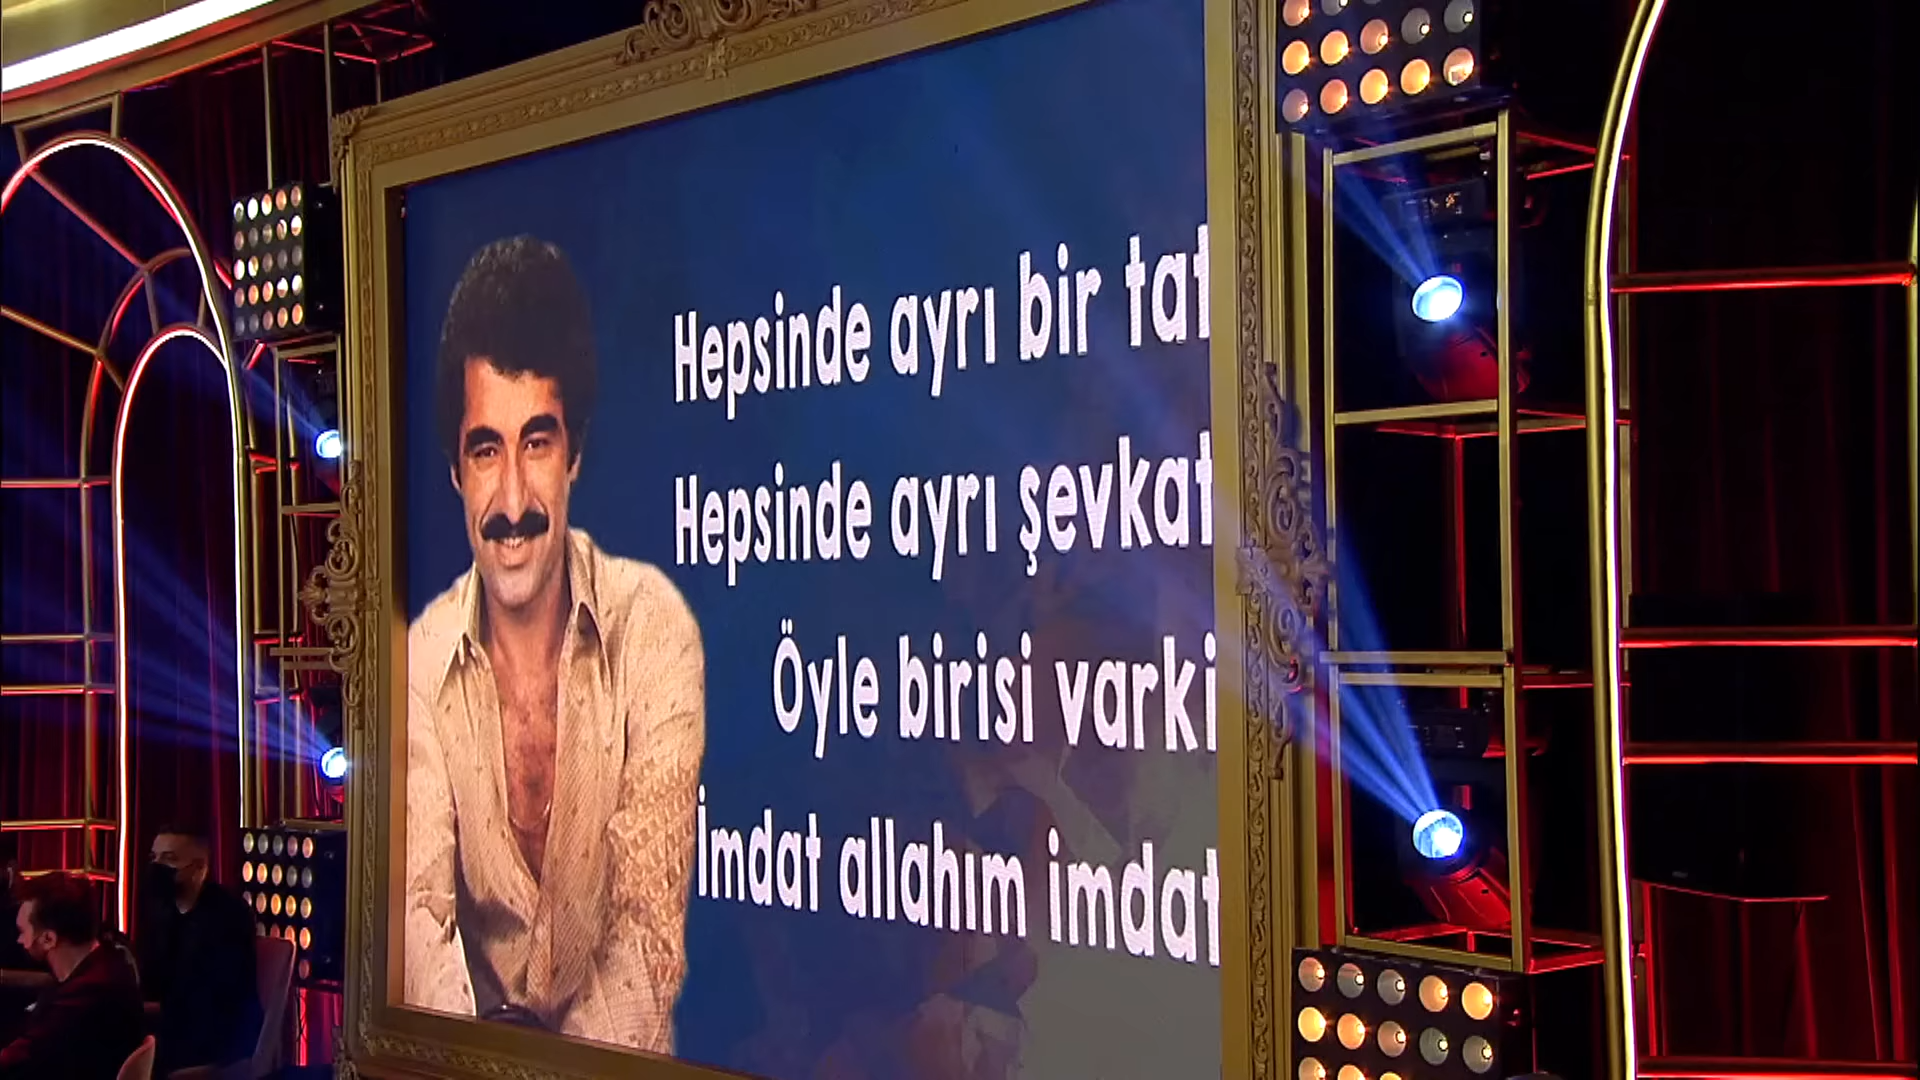 Hepsinde ayrı bir tat
Hepsinde ayrı şevkat
Öyle birisi varki
İmdat allahım imdat